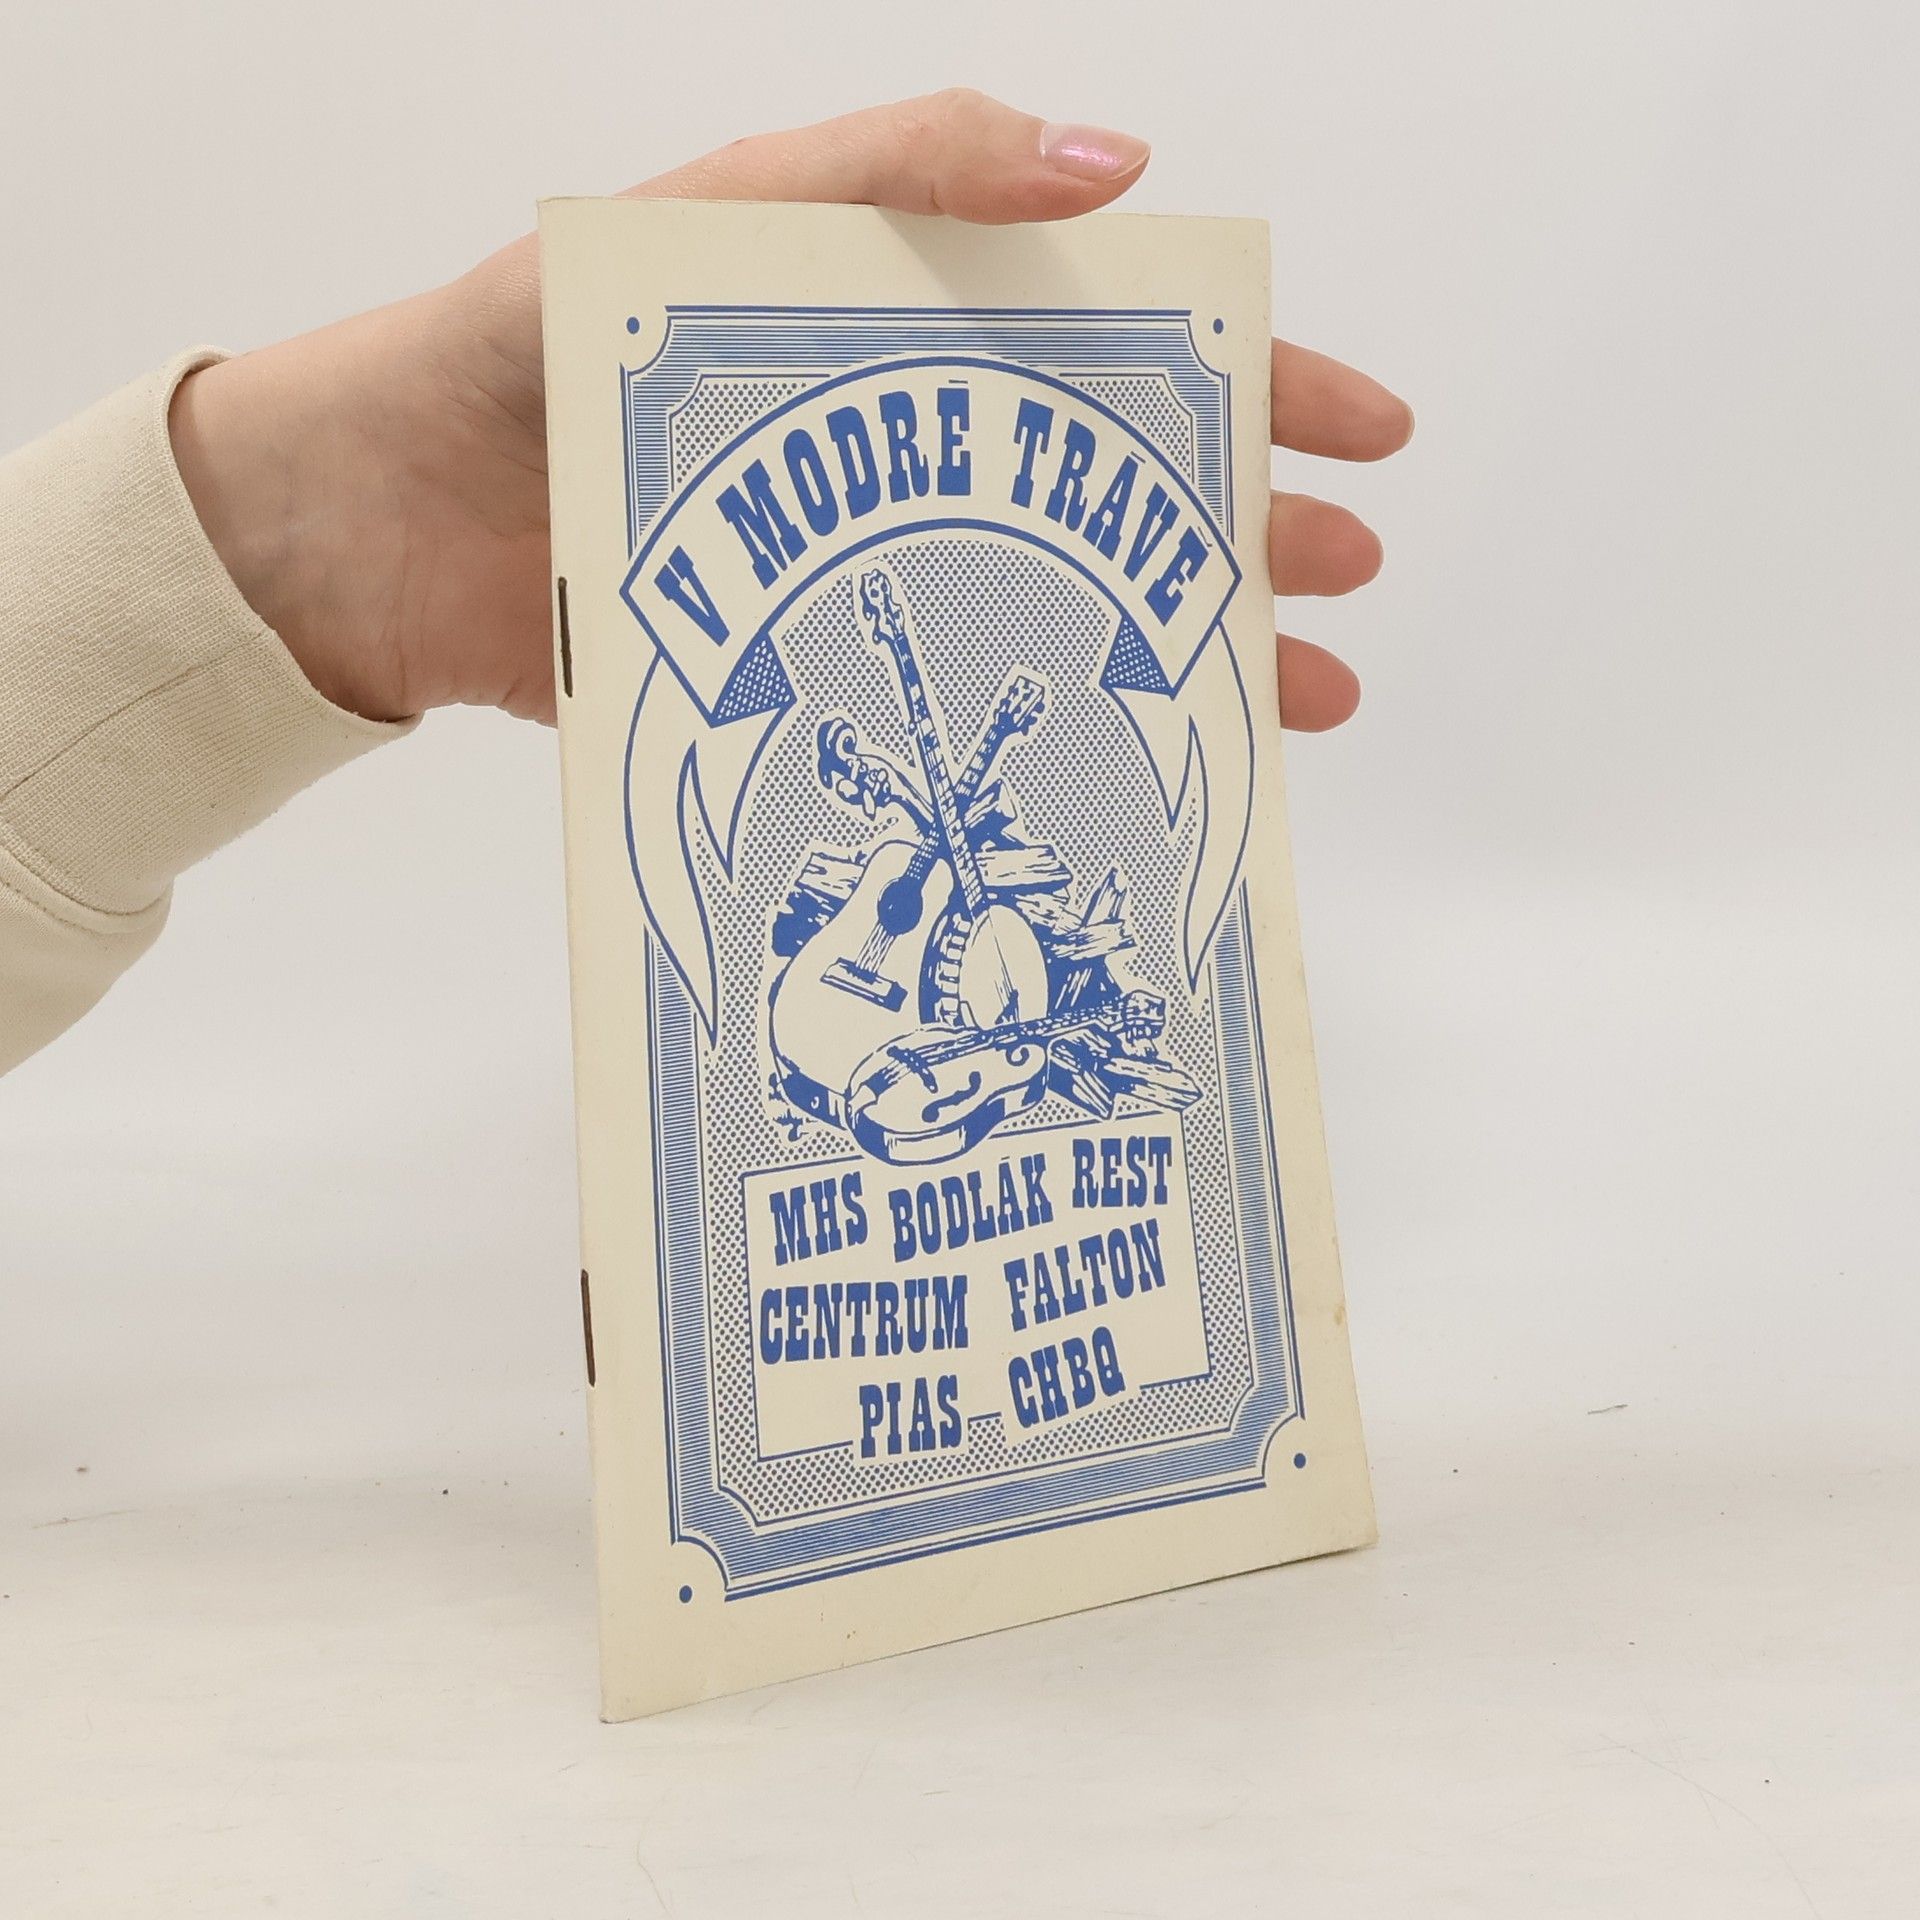 V MODRÉ TRÁVĚ
MHS BODLÁK REST
CENTRUM FALTON
PIAS CHBQ